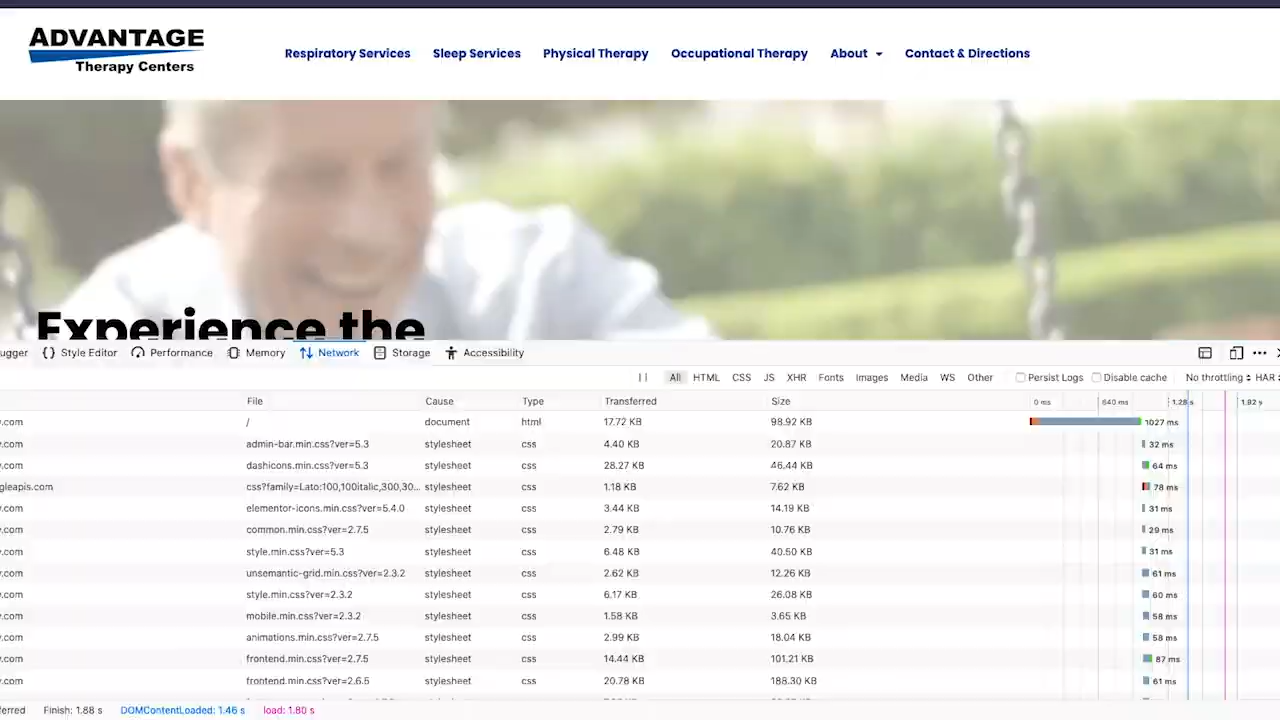 ADVANTAGE
Therapy Centers
Respiratory Services Sleep Services Physical Therapy Occupational Therapy About Contact & Directions
Experience the
ugger {} Style Editor Performance Memory Network Storage Accessibility
All HTML CSS JS XHR Fonts Images Media WS Other Persist Logs Disable cache No throttling HAR
File Cause Type Transferred Size 0 ms 640 ms 1.28 s 1.92 s
.com / document html 17.72 KB 98.92 KB 1027 ms
.com admin-bar.min.css?ver=5.3 stylesheet css 4.40 KB 20.87 KB 32 ms
.com dashicons.min.css?ver=5.3 stylesheet css 28.27 KB 46.44 KB 64 ms
gleapis.com css?family=Lato:100,100italic,300,30... stylesheet css 1.18 KB 7.62 KB 78 ms
.com elementor-icons.min.css?ver=5.4.0 stylesheet css 3.44 KB 14.19 KB 31 ms
.com common.min.css?ver=2.7.5 stylesheet css 2.79 KB 10.76 KB 29 ms
.com style.min.css?ver=5.3 stylesheet css 6.48 KB 40.50 KB 31 ms
.com unsemantic-grid.min.css?ver=2.3.2 stylesheet css 2.62 KB 12.26 KB 61 ms
.com style.min.css?ver=2.3.2 stylesheet css 6.17 KB 26.08 KB 60 ms
.com mobile.min.css?ver=2.3.2 stylesheet css 1.58 KB 3.65 KB 58 ms
.com animations.min.css?ver=2.7.5 stylesheet css 2.99 KB 18.04 KB 58 ms
.com frontend.min.css?ver=2.7.5 stylesheet css 14.44 KB 101.21 KB 87 ms
.com frontend.min.css?ver=2.6.5 stylesheet css 20.78 KB 188.30 KB 61 ms
erred Finish: 1.88 s DOMContentLoaded: 1.46 s load: 1.80 s